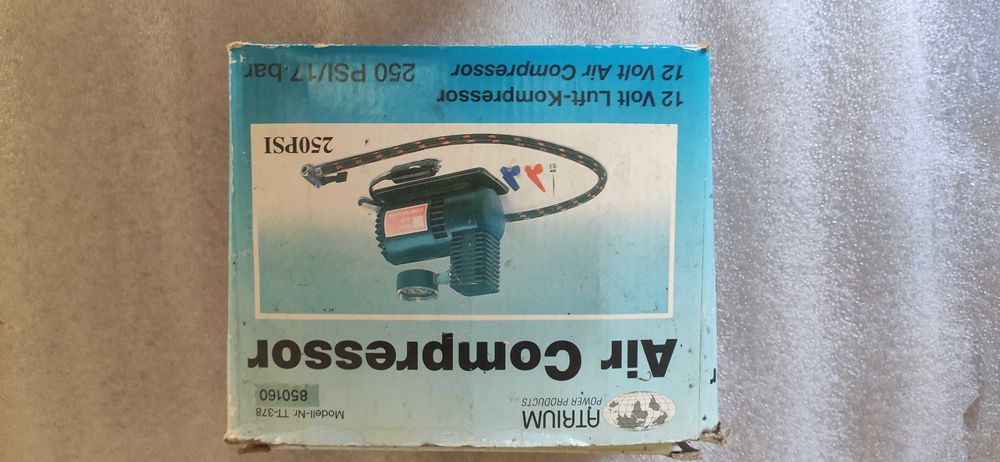 ATRIUM
POWER PRODUCTS
Modell-Nr. TT-378
850160
Air Compressor
250PSI
12 Volt Luft-Kompressor
12 Volt Air Compressor 250 PSI/17 bar